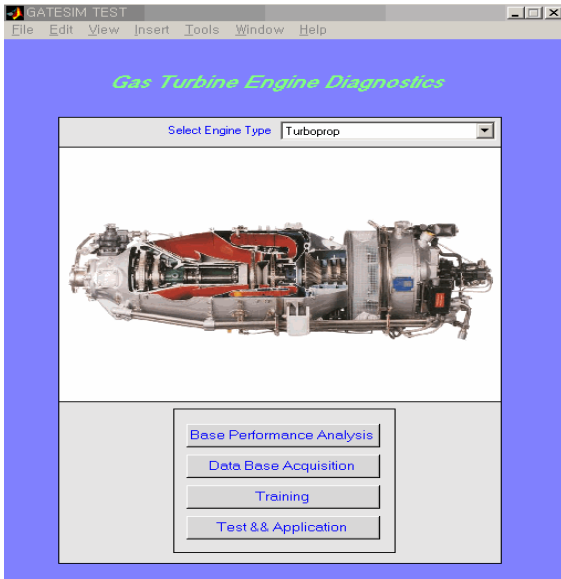 GATESIM TEST
File Edit View Insert Tools Window Help
Gas Turbine Engine Diagnostics
Select Engine Type Turboprop
Base Performance Analysis
Data Base Acquisition
Training
Test && Application